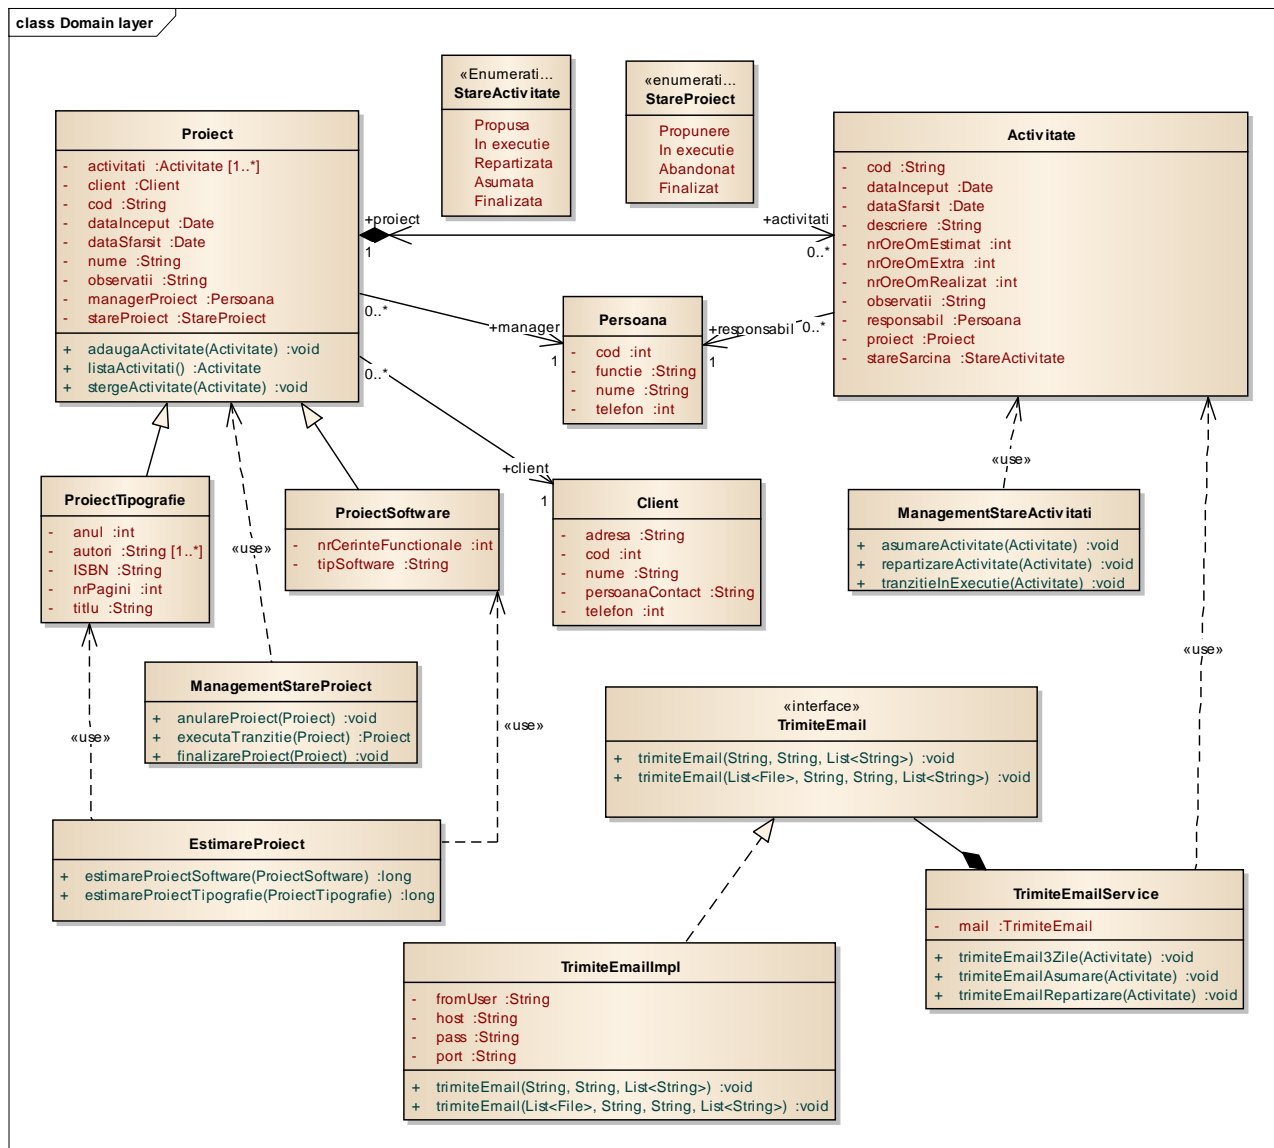 class Domain layer
«Enumerati...
StareActivitate
Propusa
In executie
Repartizata
Asumata
Finalizata
«enumerati...
StareProiect
Propunere
In executie
Abandonat
Finalizat
Proiect
- activitati :Activitate [1..*]
- client :Client
- cod :String
- dataInceput :Date
- dataSfarsit :Date
- nume :String
- observatii :String
- managerProiect :Persoana
- stareProiect :StareProiect
+ adaugaActivitate(Activitate) :void
+ listaActivitati() :Activitate
+ stergeActivitate(Activitate) :void
Activitate
- cod :String
- dataInceput :Date
- dataSfarsit :Date
- descriere :String
- nrOreOmEstimat :int
- nrOreOmExtra :int
- nrOreOmRealizat :int
- observatii :String
- responsabil :Persoana
- proiect :Proiect
- stareSarcina :StareActivitate
+proiect
1
+activitati
0..*
0..*
+manager
1
+responsabil
0..*
1
Persoana
- cod :int
- functie :String
- nume :String
- telefon :int
0..*
+client
1
Client
- adresa :String
- cod :int
- nume :String
- persoanaContact :String
- telefon :int
ProiectTipografie
- anul :int
- autori :String [1..*]
- ISBN :String
- nrPagini :int
- titlu :String
ProiectSoftware
- nrCerinteFunctionale :int
- tipSoftware :String
«use»
«use»
ManagementStareActivitati
+ asumareActivitate(Activitate) :void
+ repartizareActivitate(Activitate) :void
+ tranzitieInExecutie(Activitate) :void
«use»
ManagementStareProiect
+ anulareProiect(Proiect) :void
+ executaTranzitie(Proiect) :Proiect
+ finalizareProiect(Proiect) :void
«use»
«use»
«interface»
TrimiteEmail
+ trimiteEmail(String, String, List<String>) :void
+ trimiteEmail(List<File>, String, String, List<String>) :void
EstimareProiect
+ estimareProiectSoftware(ProiectSoftware) :long
+ estimareProiectTipografie(ProiectTipografie) :long
TrimiteEmailService
- mail :TrimiteEmail
+ trimiteEmail3Zile(Activitate) :void
+ trimiteEmailAsumare(Activitate) :void
+ trimiteEmailRepartizare(Activitate) :void
TrimiteEmailImpl
- fromUser :String
- host :String
- pass :String
- port :String
+ trimiteEmail(String, String, List<String>) :void
+ trimiteEmail(List<File>, String, String, List<String>) :void